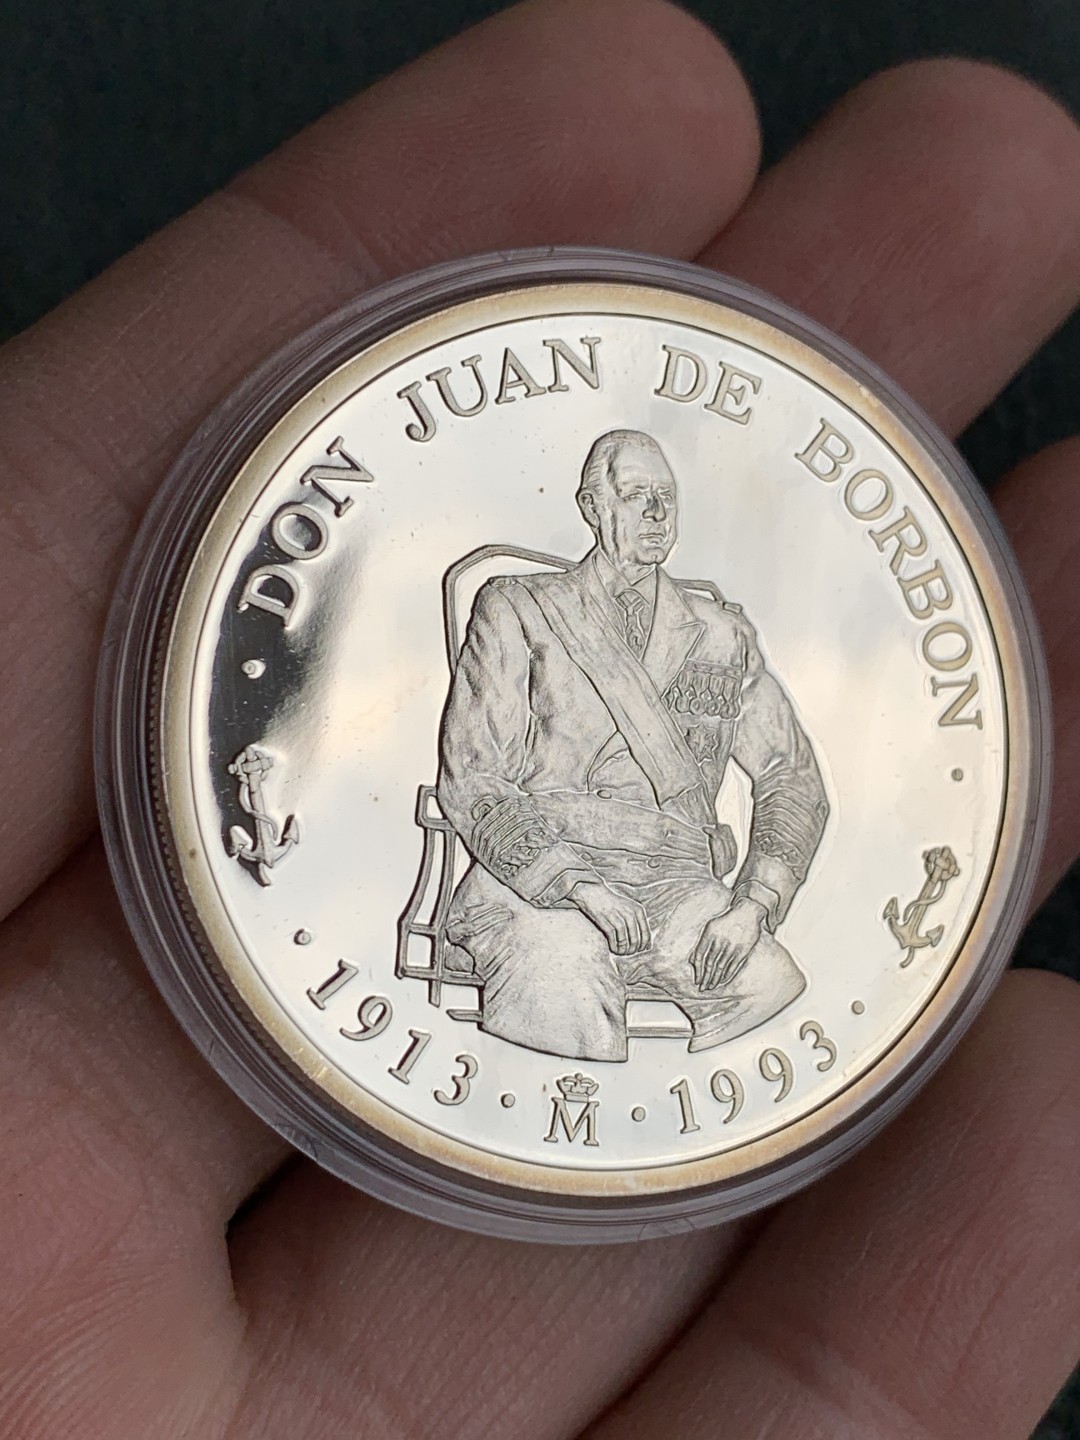 · DON JUAN DE BORBON ·
· 1913 · M · 1993 ·